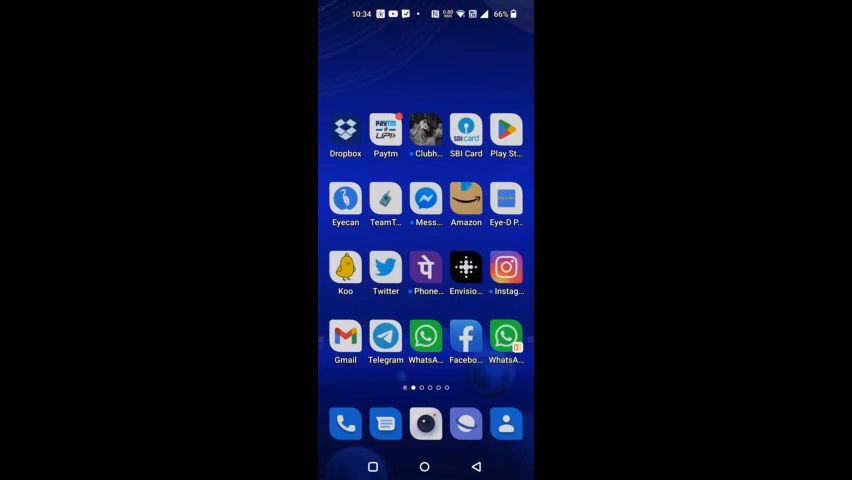 10:34 66%
Dropbox Paytm Clubh... SBI Card Play St...
Eyecan TeamT... Mess... Amazon Eye-D P...
Koo Twitter Phone... Envisio... Instag...
Gmail Telegram WhatsA... Facebo... WhatsA...